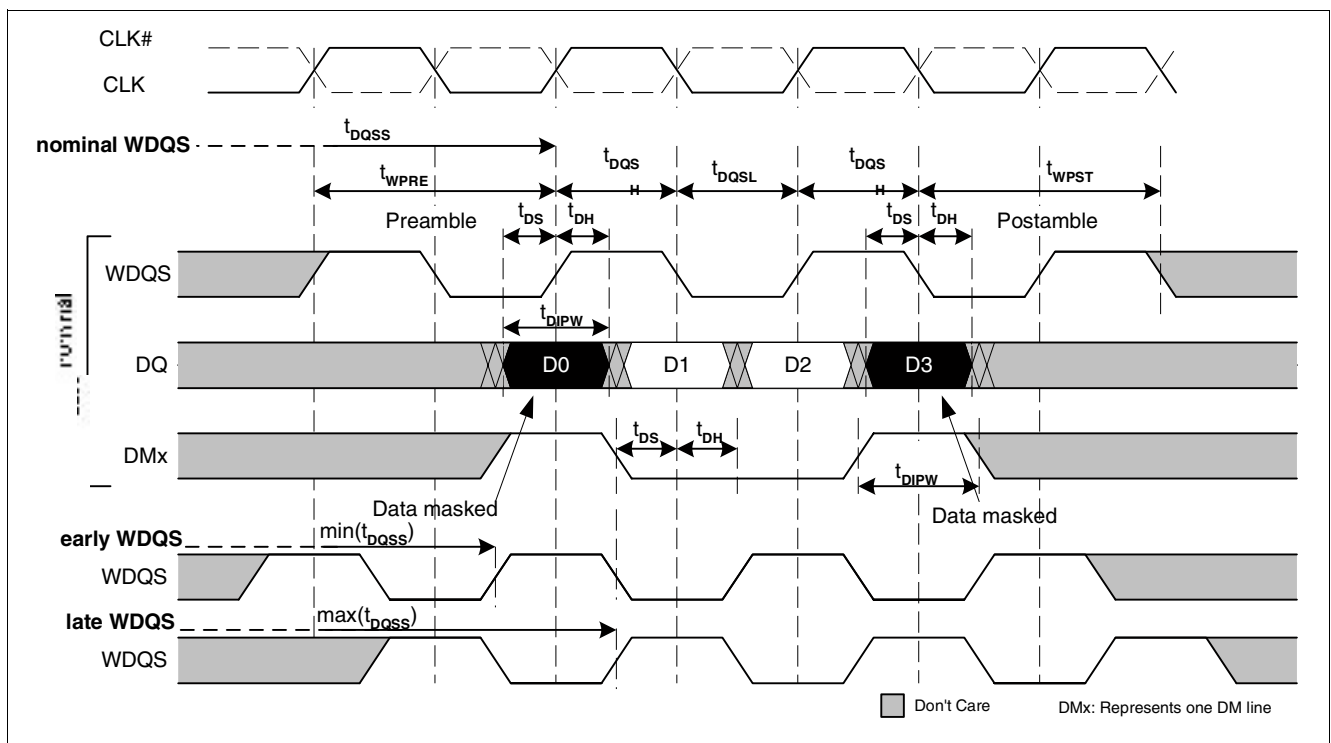 CLK#
CLK
nominal WDQS
tDQSS
tWPRE
tDQSH
tDQSL
tDQSH
tWPST
Preamble
tDS
tDH
tDS
tDH
Postamble
WDQS
tDIPW
DQ
D0
D1
D2
D3
DMx
tDS
tDH
tDIPW
Data masked
Data masked
early WDQS
min(tDQSS)
WDQS
late WDQS
max(tDQSS)
WDQS
Don't Care
DMx: Represents one DM line